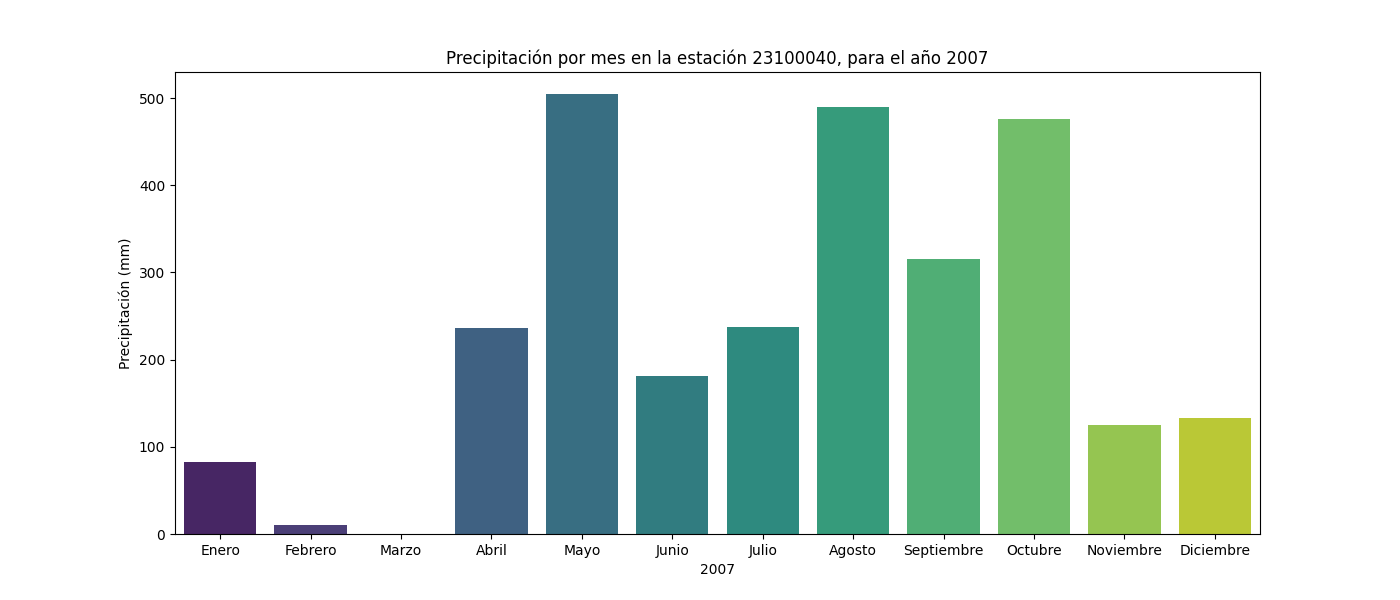 Precipitación por mes en la estación 23100040, para el año 2007
Precipitación (mm)
500
400
300
200
100
0
Enero Febrero Marzo Abril Mayo Junio Julio Agosto Septiembre Octubre Noviembre Diciembre
2007